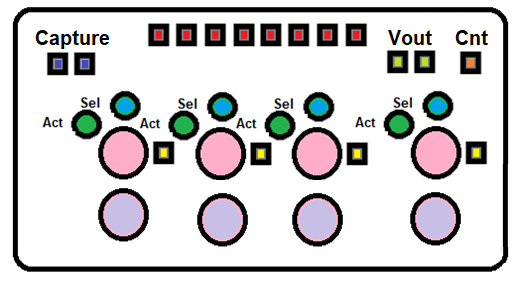 Capture Vout Cnt
Sel Sel Sel Sel
Act Act Act Act